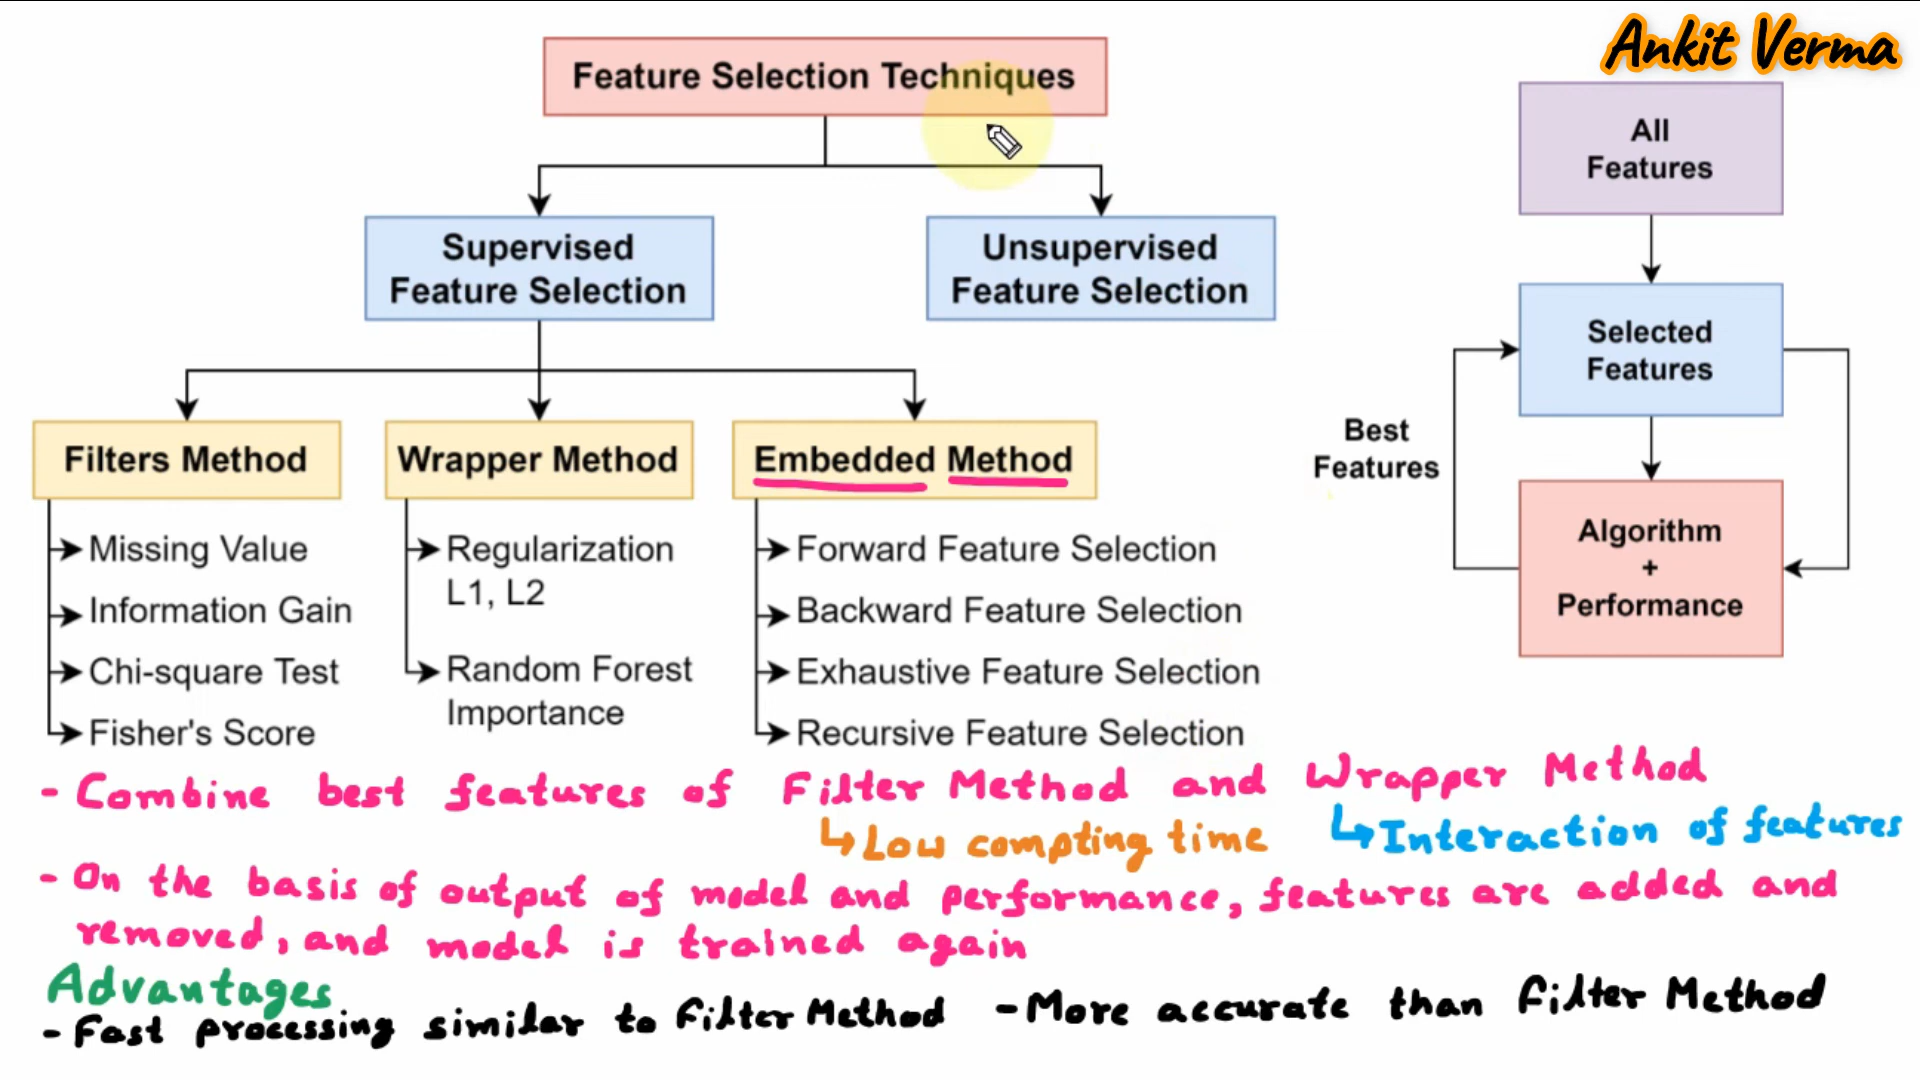 Ankit Verma
Feature Selection Techniques
Supervised
Feature Selection
Unsupervised
Feature Selection
Filters Method
Missing Value
Information Gain
Chi-square Test
Fisher's Score
Wrapper Method
Regularization
L1, L2
Random Forest
Importance
Embedded Method
Forward Feature Selection
Backward Feature Selection
Exhaustive Feature Selection
Recursive Feature Selection
All
Features
Selected
Features
Best
Features
Algorithm
+
Performance
- Combine best features of Filter Method and Wrapper Method
↳ Low compting time ↳ Interaction of features
- On the basis of output of model and performance, features are added and
removed, and model is trained again
Advantages
- Fast processing similar to Filter Method - More accurate than Filter Method